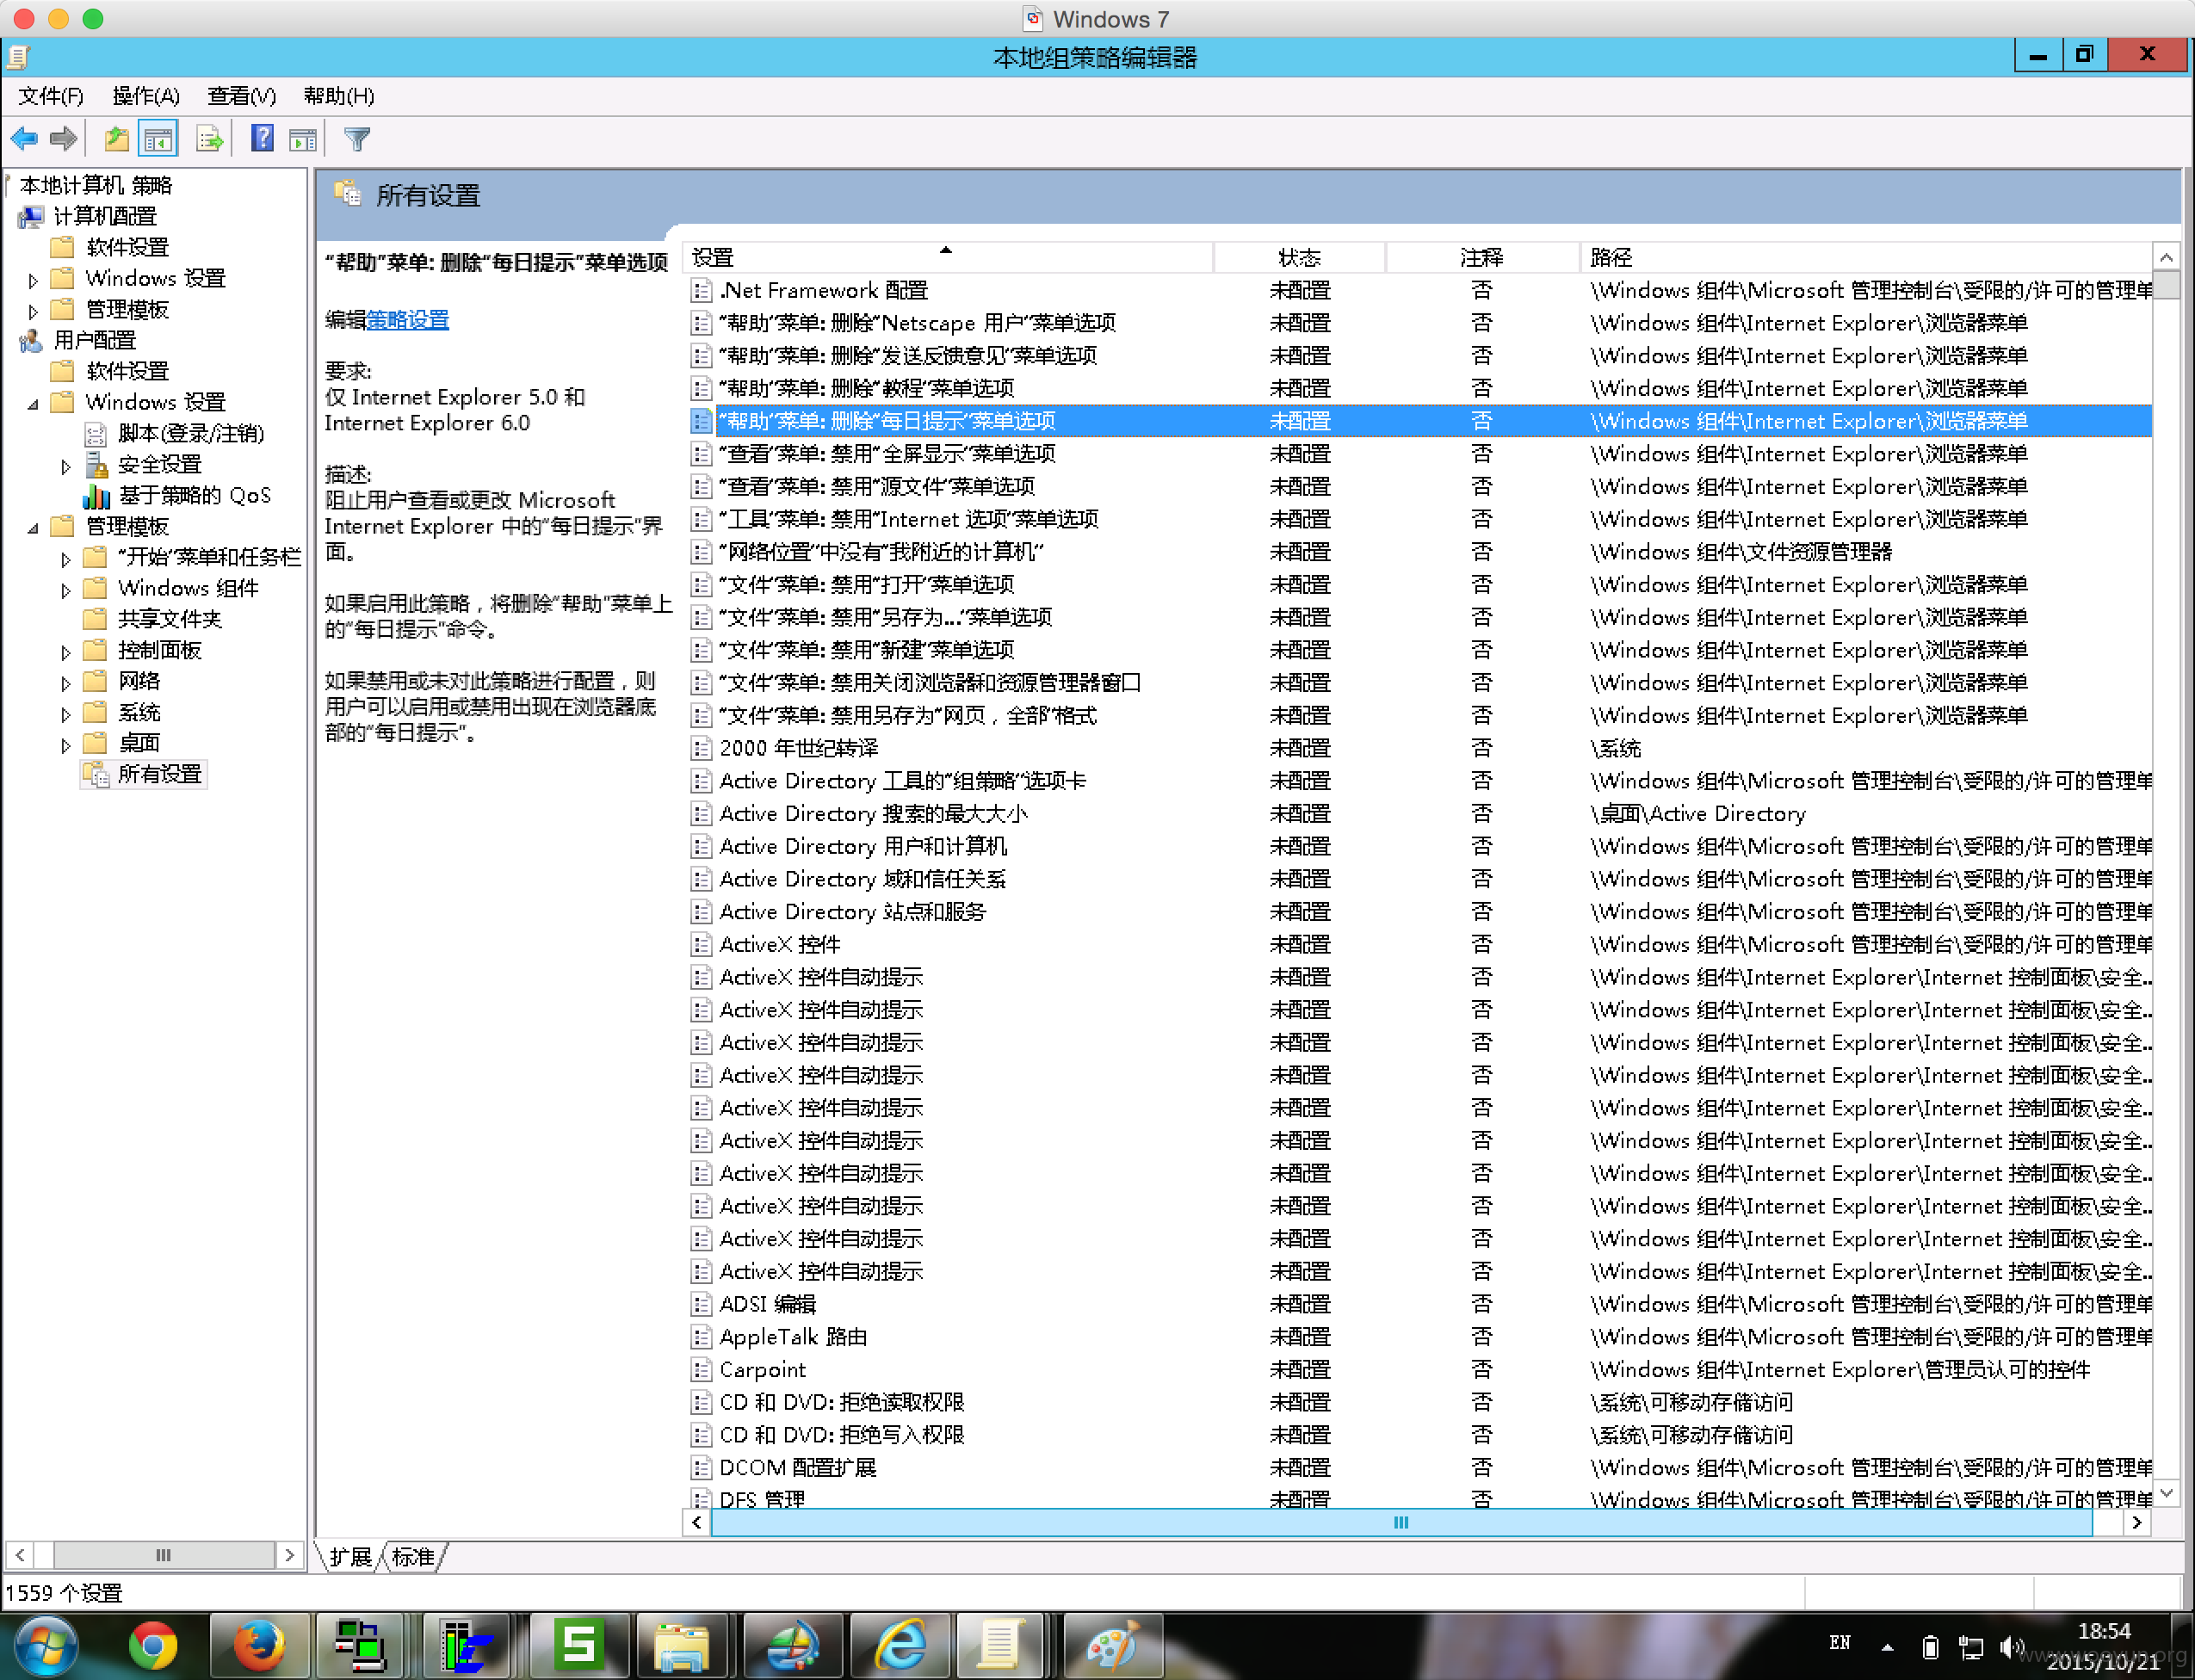 Windows 7
本地组策略编辑器
文件(F) 操作(A) 查看(V) 帮助(H)
本地计算机 策略
计算机配置
软件设置
Windows 设置
管理模板
用户配置
软件设置
Windows 设置
脚本(登录/注销)
安全设置
基于策略的 QoS
管理模板
“开始”菜单和任务栏
Windows 组件
共享文件夹
控制面板
网络
系统
桌面
所有设置
所有设置
“帮助”菜单: 删除“每日提示”菜单选项
编辑策略设置
要求:
仅 Internet Explorer 5.0 和
Internet Explorer 6.0
描述:
阻止用户查看或更改 Microsoft
Internet Explorer 中的“每日提示”界
面。
如果启用此策略，将删除“帮助”菜单上
的“每日提示”命令。
如果禁用或未对此策略进行配置，则
用户可以启用或禁用出现在浏览器底
部的“每日提示”。
设置 状态 注释 路径
.Net Framework 配置 未配置 否 \Windows 组件\Microsoft 管理控制台\受限的/许可的管理单
“帮助”菜单: 删除“Netscape 用户”菜单选项 未配置 否 \Windows 组件\Internet Explorer\浏览器菜单
“帮助”菜单: 删除“发送反馈意见”菜单选项 未配置 否 \Windows 组件\Internet Explorer\浏览器菜单
“帮助”菜单: 删除“教程”菜单选项 未配置 否 \Windows 组件\Internet Explorer\浏览器菜单
“帮助”菜单: 删除“每日提示”菜单选项 未配置 否 \Windows 组件\Internet Explorer\浏览器菜单
“查看”菜单: 禁用“全屏显示”菜单选项 未配置 否 \Windows 组件\Internet Explorer\浏览器菜单
“查看”菜单: 禁用“源文件”菜单选项 未配置 否 \Windows 组件\Internet Explorer\浏览器菜单
“工具”菜单: 禁用“Internet 选项”菜单选项 未配置 否 \Windows 组件\Internet Explorer\浏览器菜单
“网络位置”中没有“我附近的计算机” 未配置 否 \Windows 组件\文件资源管理器
“文件”菜单: 禁用“打开”菜单选项 未配置 否 \Windows 组件\Internet Explorer\浏览器菜单
“文件”菜单: 禁用“另存为...”菜单选项 未配置 否 \Windows 组件\Internet Explorer\浏览器菜单
“文件”菜单: 禁用“新建”菜单选项 未配置 否 \Windows 组件\Internet Explorer\浏览器菜单
“文件”菜单: 禁用关闭浏览器和资源管理器窗口 未配置 否 \Windows 组件\Internet Explorer\浏览器菜单
“文件”菜单: 禁用另存为“网页，全部”格式 未配置 否 \Windows 组件\Internet Explorer\浏览器菜单
2000 年世纪转译 未配置 否 \系统
Active Directory 工具的“组策略”选项卡 未配置 否 \Windows 组件\Microsoft 管理控制台\受限的/许可的管理单
Active Directory 搜索的最大大小 未配置 否 \桌面\Active Directory
Active Directory 用户和计算机 未配置 否 \Windows 组件\Microsoft 管理控制台\受限的/许可的管理单
Active Directory 域和信任关系 未配置 否 \Windows 组件\Microsoft 管理控制台\受限的/许可的管理单
Active Directory 站点和服务 未配置 否 \Windows 组件\Microsoft 管理控制台\受限的/许可的管理单
ActiveX 控件 未配置 否 \Windows 组件\Microsoft 管理控制台\受限的/许可的管理单
ActiveX 控件自动提示 未配置 否 \Windows 组件\Internet Explorer\Internet 控制面板\安全..
ActiveX 控件自动提示 未配置 否 \Windows 组件\Internet Explorer\Internet 控制面板\安全..
ActiveX 控件自动提示 未配置 否 \Windows 组件\Internet Explorer\Internet 控制面板\安全..
ActiveX 控件自动提示 未配置 否 \Windows 组件\Internet Explorer\Internet 控制面板\安全..
ActiveX 控件自动提示 未配置 否 \Windows 组件\Internet Explorer\Internet 控制面板\安全..
ActiveX 控件自动提示 未配置 否 \Windows 组件\Internet Explorer\Internet 控制面板\安全..
ActiveX 控件自动提示 未配置 否 \Windows 组件\Internet Explorer\Internet 控制面板\安全..
ActiveX 控件自动提示 未配置 否 \Windows 组件\Internet Explorer\Internet 控制面板\安全..
ActiveX 控件自动提示 未配置 否 \Windows 组件\Internet Explorer\Internet 控制面板\安全..
ActiveX 控件自动提示 未配置 否 \Windows 组件\Internet Explorer\Internet 控制面板\安全..
ADSI 编辑 未配置 否 \Windows 组件\Microsoft 管理控制台\受限的/许可的管理单
AppleTalk 路由 未配置 否 \Windows 组件\Microsoft 管理控制台\受限的/许可的管理单
Carpoint 未配置 否 \Windows 组件\Internet Explorer\管理员认可的控件
CD 和 DVD: 拒绝读取权限 未配置 否 \系统\可移动存储访问
CD 和 DVD: 拒绝写入权限 未配置 否 \系统\可移动存储访问
DCOM 配置扩展 未配置 否 \Windows 组件\Microsoft 管理控制台\受限的/许可的管理单
DFS 管理 未配置 否 \Windows 组件\Microsoft 管理控制台\受限的/许可的管理单
扩展 标准
1559 个设置
EN
18:54
2015/10/21